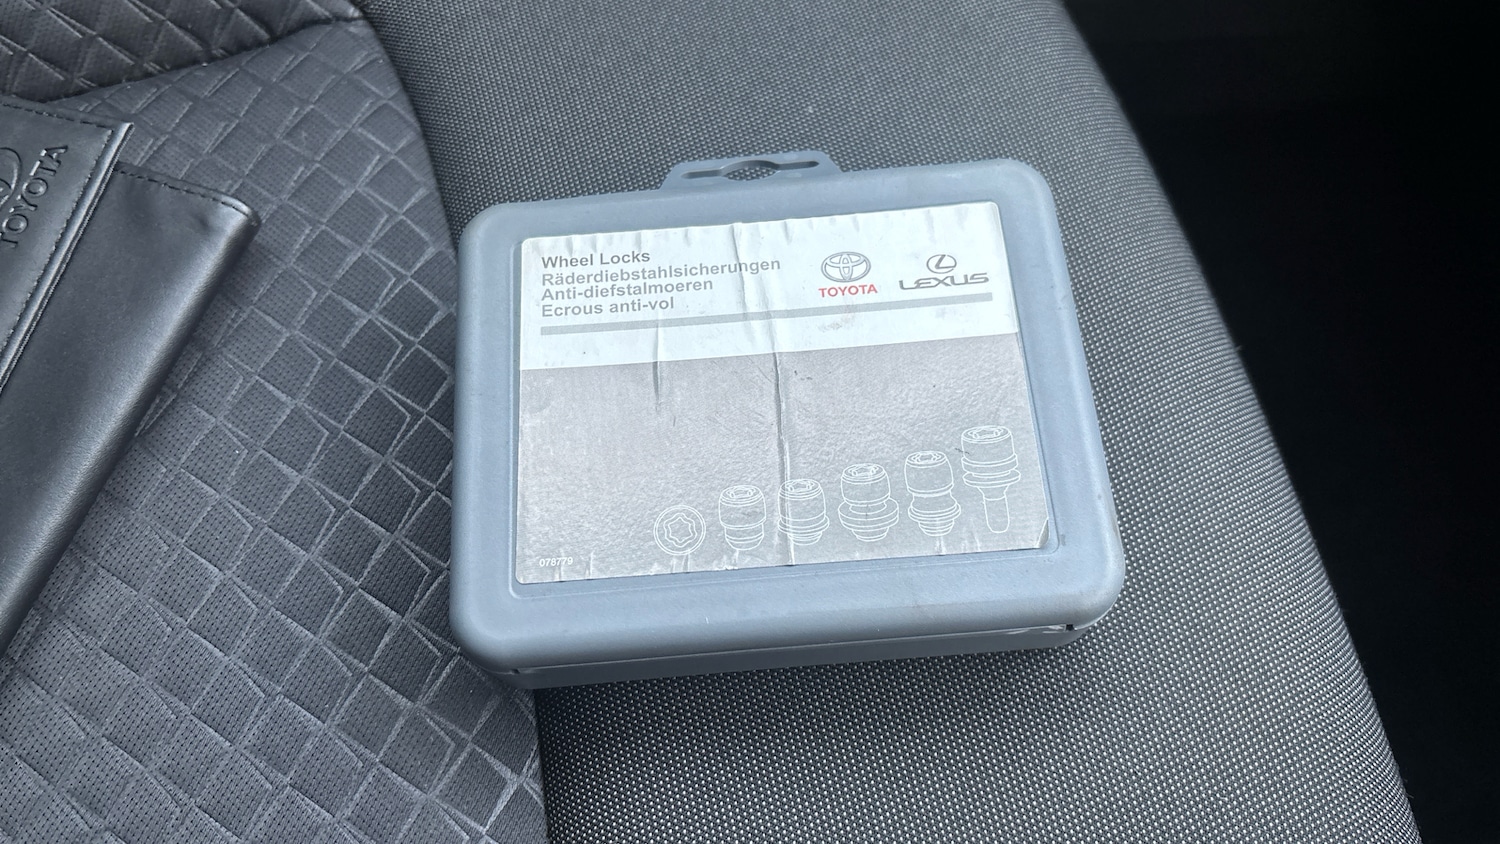 Wheel Locks
Räderdiebstahlsicherungen
Anti-diefstalmoeren
Ecrous anti-vol
TOYOTA
LEXUS
078779
TOYOTA